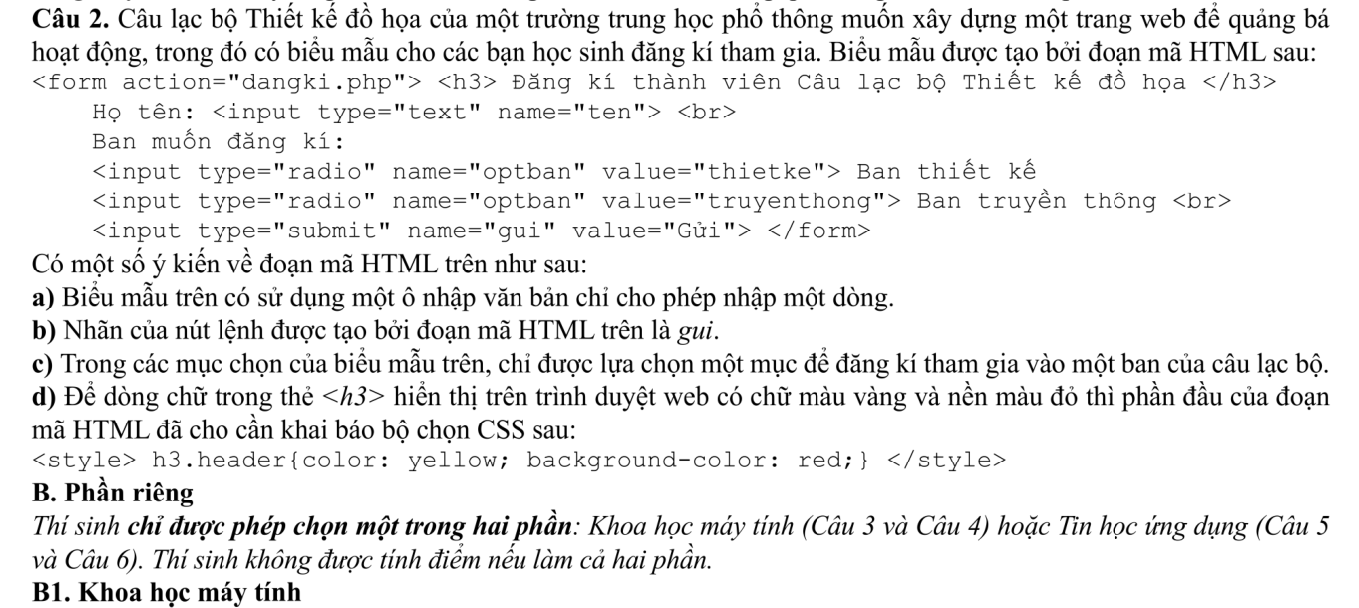 Câu 2. Câu lạc bộ Thiết kế đồ họa của một trường trung học phổ thông muốn xây dựng một trang web để quảng bá
hoạt động, trong đó có biểu mẫu cho các bạn học sinh đăng kí tham gia. Biểu mẫu được tạo bởi đoạn mã HTML sau:
<form action="dangki.php"> <h3> Đăng kí thành viên Câu lạc bộ Thiết kế đồ họa </h3>
Họ tên: <input type="text" name="ten"> <br>
Ban muốn đăng kí:
<input type="radio" name="optban" value="thietke"> Ban thiết kế
<input type="radio" name="optban" value="truyenthong"> Ban truyền thông <br>
<input type="submit" name="gui" value="Gửi"> </form>
Có một số ý kiến về đoạn mã HTML trên như sau:
a) Biểu mẫu trên có sử dụng một ô nhập văn bản chỉ cho phép nhập một dòng.
b) Nhãn của nút lệnh được tạo bởi đoạn mã HTML trên là gui.
c) Trong các mục chọn của biểu mẫu trên, chỉ được lựa chọn một mục để đăng kí tham gia vào một ban của câu lạc bộ.
d) Để dòng chữ trong thẻ <h3> hiển thị trên trình duyệt web có chữ màu vàng và nền màu đỏ thì phần đầu của đoạn
mã HTML đã cho cần khai báo bộ chọn CSS sau:
<style> h3.header{color: yellow; background-color: red;} </style>
B. Phần riêng
Thí sinh chỉ được phép chọn một trong hai phần: Khoa học máy tính (Câu 3 và Câu 4) hoặc Tin học ứng dụng (Câu 5
và Câu 6). Thí sinh không được tính điểm nếu làm cả hai phần.
B1. Khoa học máy tính